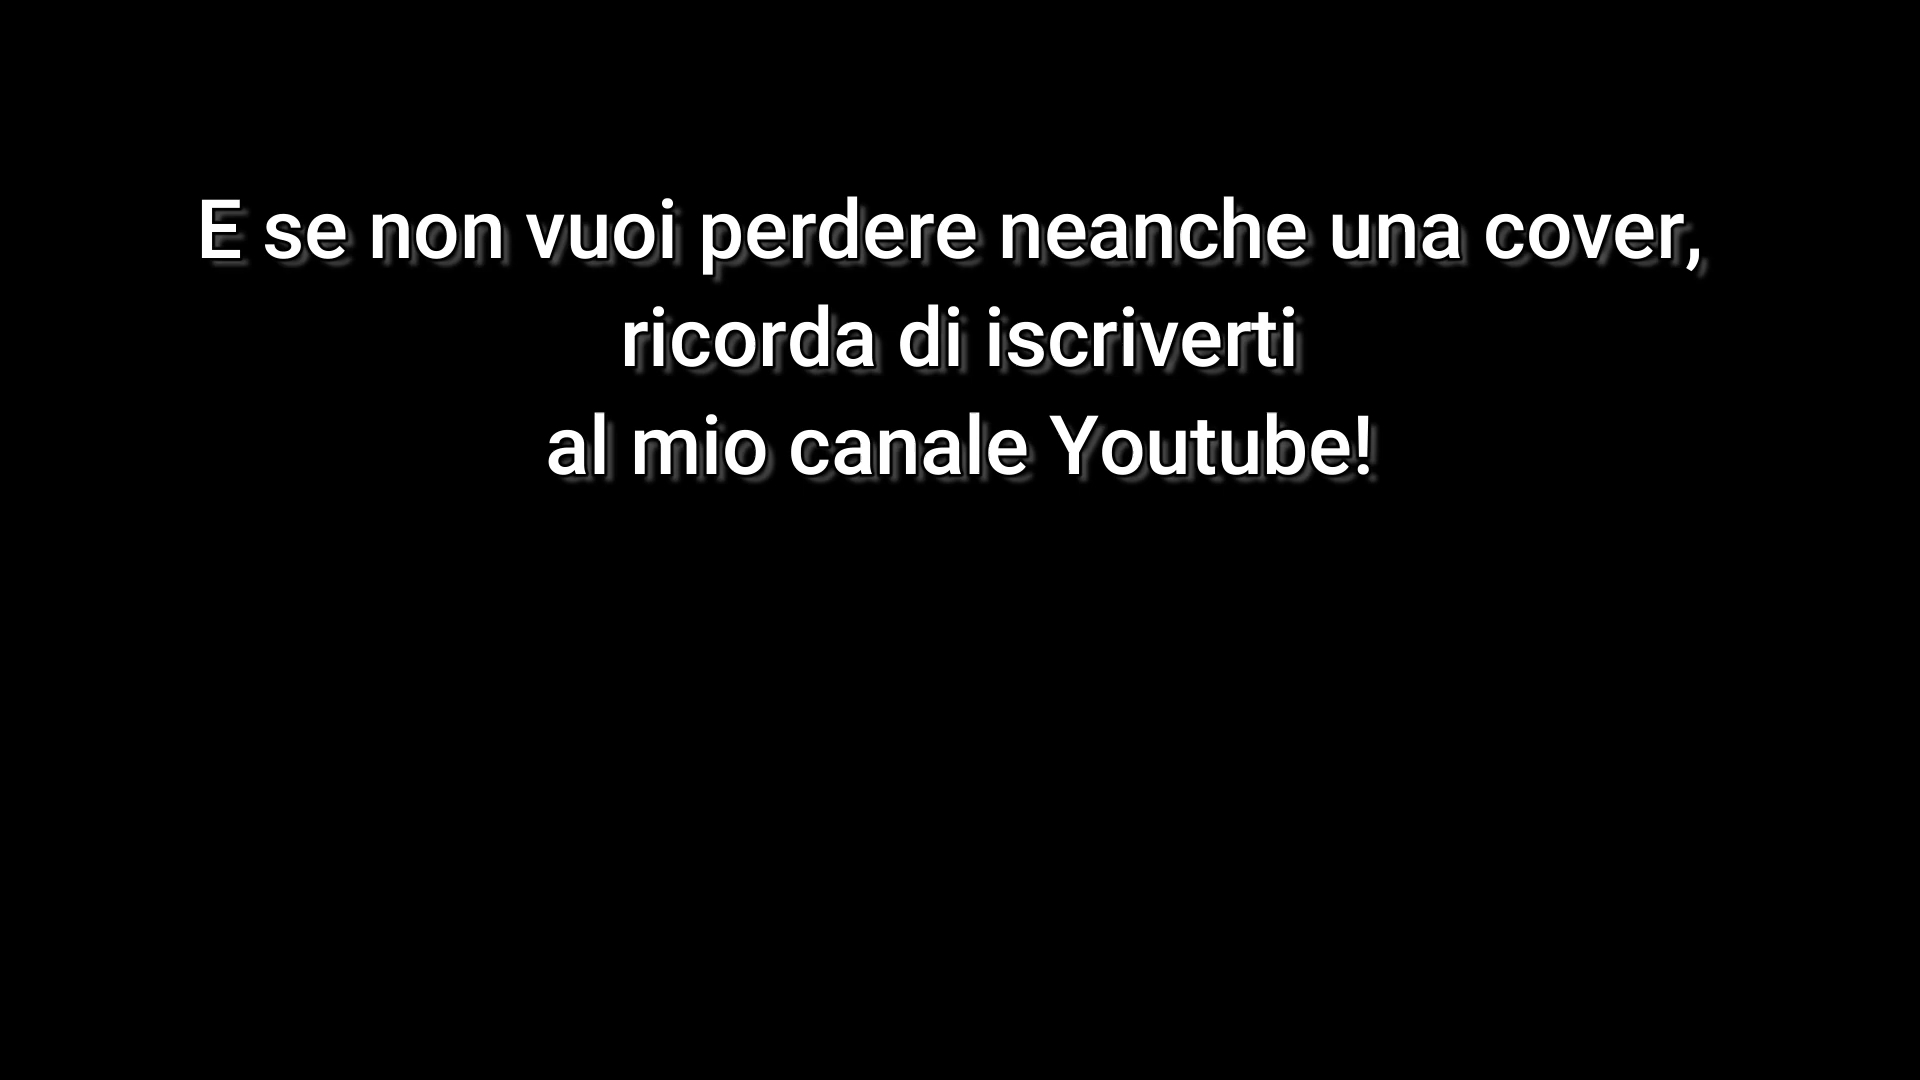 E se non vuoi perdere neanche una cover,
ricorda di iscriverti
al mio canale Youtube!